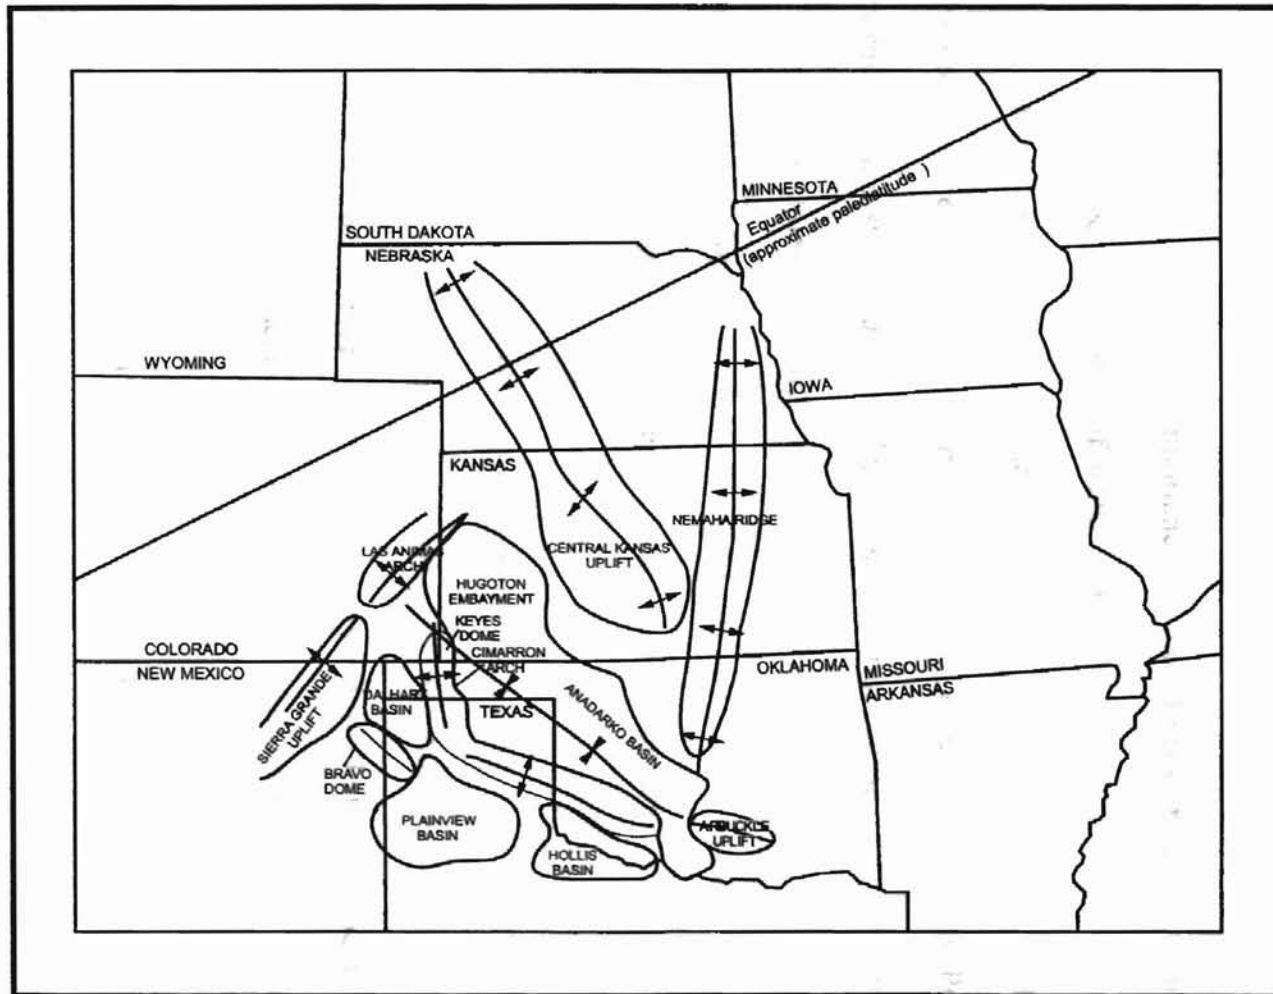 MINNESOTA
Equator
(approximate paleolatitude )
SOUTH DAKOTA
NEBRASKA
WYOMING
IOWA
KANSAS
NEMAHA RIDGE
LAS ANIMAS
ARCH
CENTRAL KANSAS
UPLIFT
HUGOTON
EMBAYMENT
KEYES
DOME
CIMARRON
ARCH
COLORADO
NEW MEXICO
OKLAHOMA
MISSOURI
ARKANSAS
SIERRA GRANDE
UPLIFT
DALHART
BASIN
TEXAS
ANADARKO BASIN
BRAVO
DOME
PLAINVIEW
BASIN
HOLLIS
BASIN
ARBUCKLE
UPLIFT